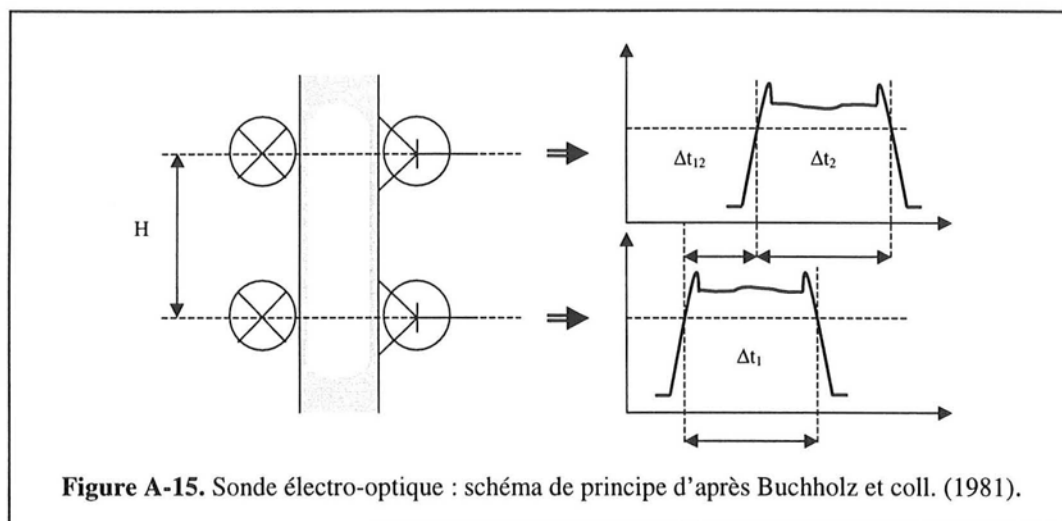 Δt₁₂
Δt₂
H
Δt₁
Figure A-15. Sonde électro-optique : schéma de principe d'après Buchholz et coll. (1981).